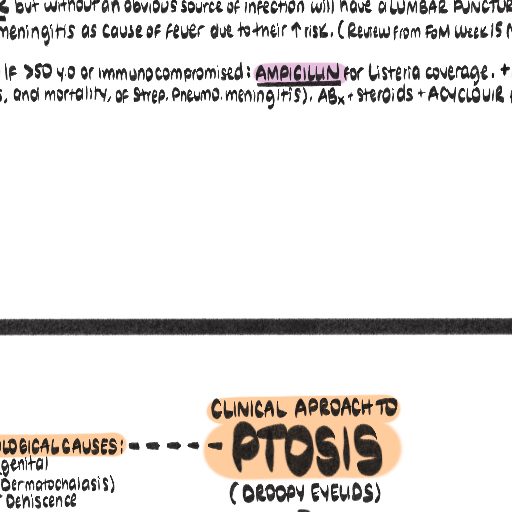 but without an obvious source of infection will have a LUMBAR PUNCTUR
meningitis as cause of fever due to their ↑ risk. (Review from FoM Week 15
If >50 y.o or immunocompromised: AMPICILLIN for Listeria coverage. +
s, and mortality, of Strep. Pneumo. meningitis). ABx + steroids + ACYCLOVIR
CLINICAL APROACH TO
PTOSIS
(DROOPY EYELIDS)
LOGICAL CAUSES:
genital
Dermatochalasis)
Dehiscence